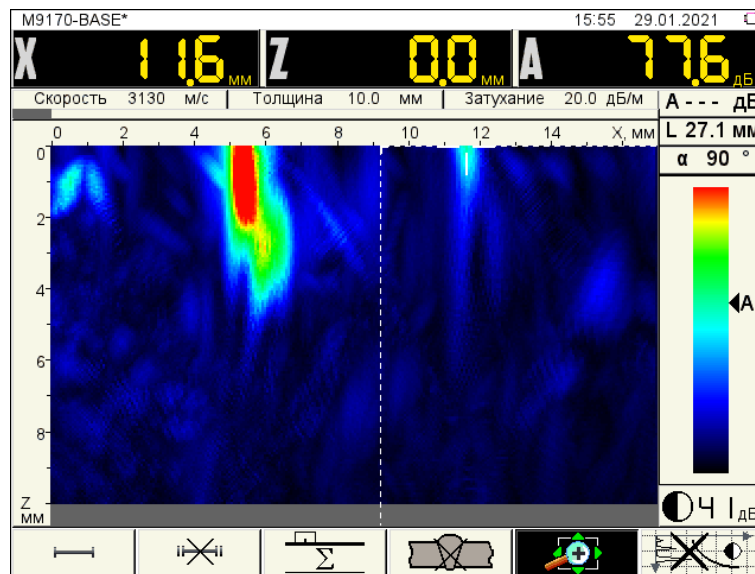 M9170-BASE* 15:55 29.01.2021
X 11.6 мм Z 0.0 мм A 77.6 дБ
Скорость 3130 м/с Толщина 10.0 мм Затухание 20.0 дБ/м
A - - - дБ
L 27.1 мм
α 90 °
0 2 4 6 8 10 12 14 X, мм
0
2
4
6
8
Z
мм
A
41 дБ
Σ